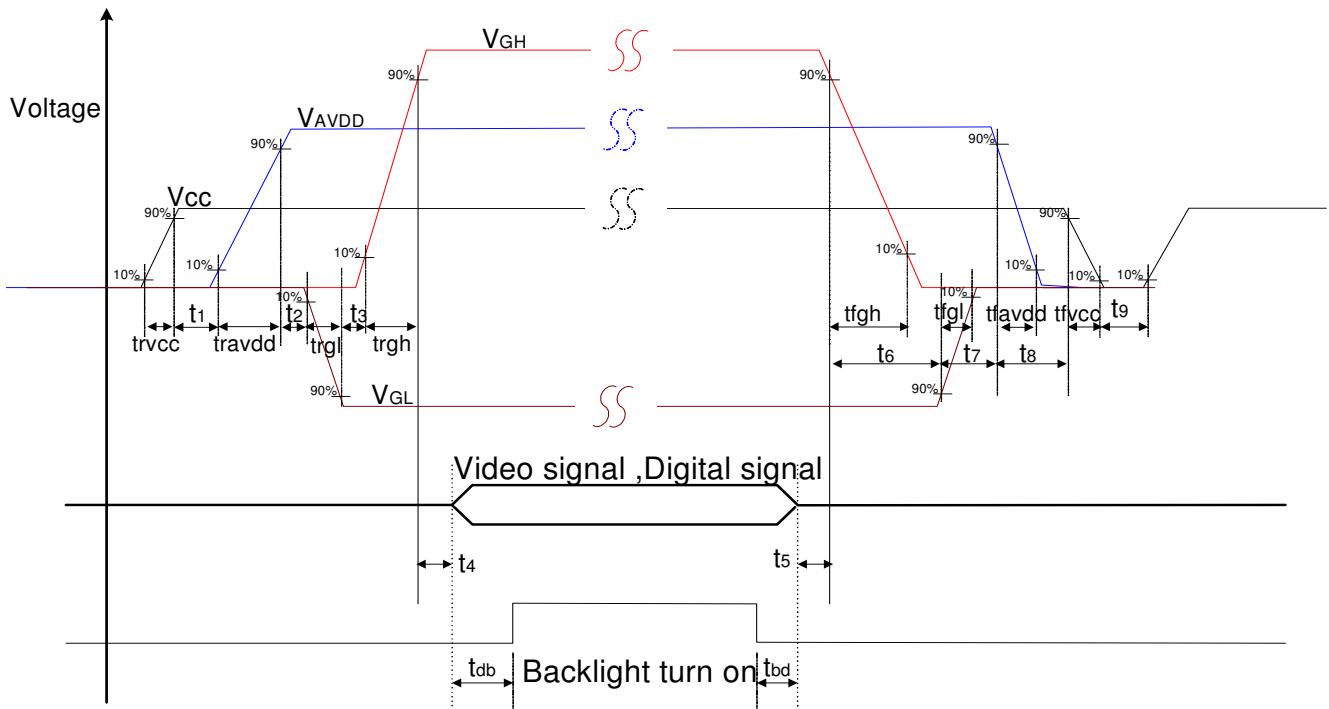 VGH
90%
90%
Voltage
VAVDD
90%
90%
Vcc
90%
90%
10%
10%
10%
10%
10%
10%
10%
10%
10%
t1
t2
t3
trvcc
travdd
trgl
trgh
tfgh
tfgl
tfavdd
tfvcc
t9
t6
t7
t8
90%
VGL
90%
Video signal ,Digital signal
t4
t5
tdb
Backlight turn on
tbd